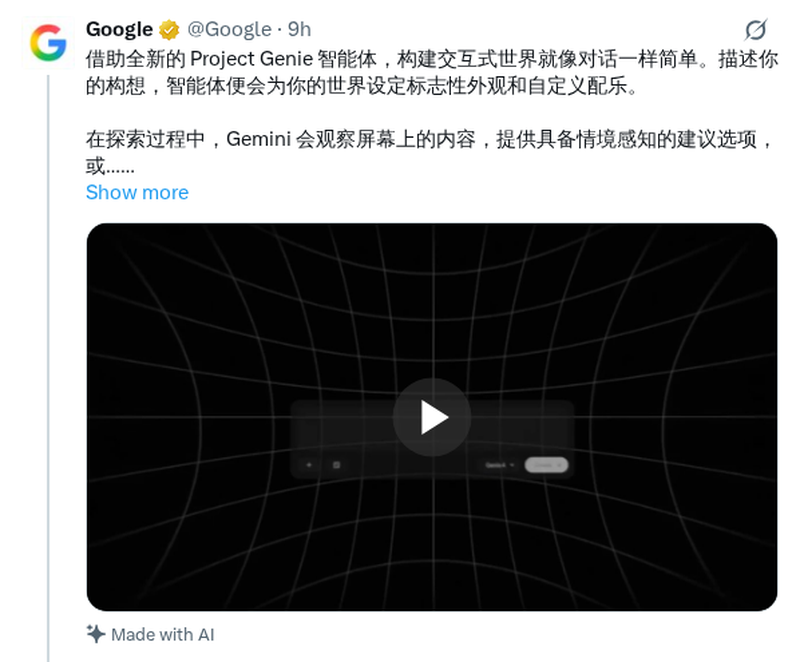 Google @Google · 9h
借助全新的 Project Genie 智能体，构建交互式世界就像对话一样简单。描述你
的构想，智能体便会为你的世界设定标志性外观和自定义配乐。
在探索过程中，Gemini 会观察屏幕上的内容，提供具备情境感知的建议选项，
或......
Show more
Made with AI